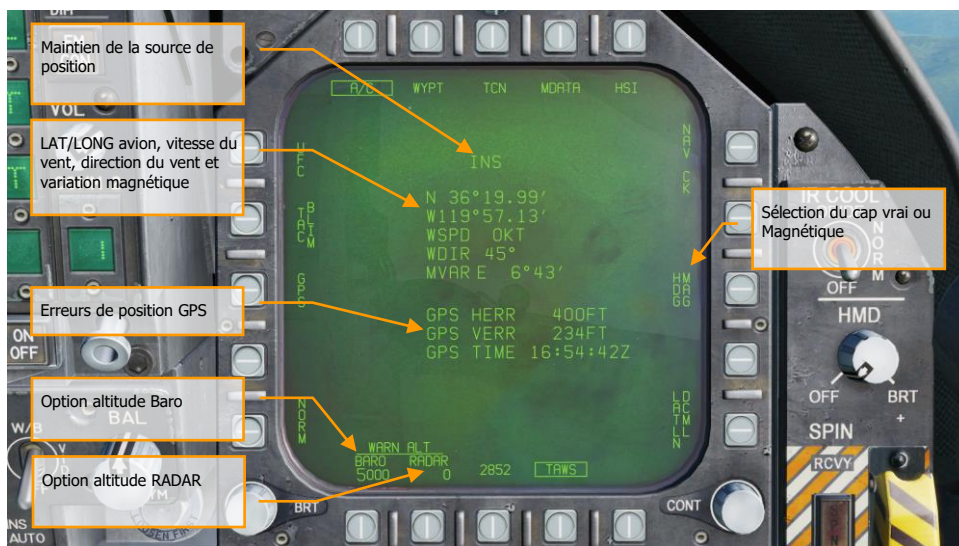 Maintien de la source de
position
LAT/LONG avion, vitesse du
vent, direction du vent et
variation magnétique
Erreurs de position GPS
Option altitude Baro
Option altitude RADAR
Sélection du cap vrai ou
Magnétique
A/C WYPT TCN MDATA HSI
UFC
NAV CK
INS
N 36°19.99′
W119°57.13′
WSPD 0KT
WDIR 45°
MVAR E 6°43′
BLIM
TAC
HDG
MAG
GPS
GPS HERR 400FT
GPS VERR 234FT
GPS TIME 16:54:42Z
NORM
LATLN
DCML
WARN ALT
BARO RADAR
5000 0
2852
TAWS
BRT
CONT
VOL
ON
OFF
W/B
BAL
INS
AUTO
IR COOL
NORM
OFF
HMD
OFF BRT
+
SPIN
RCVY